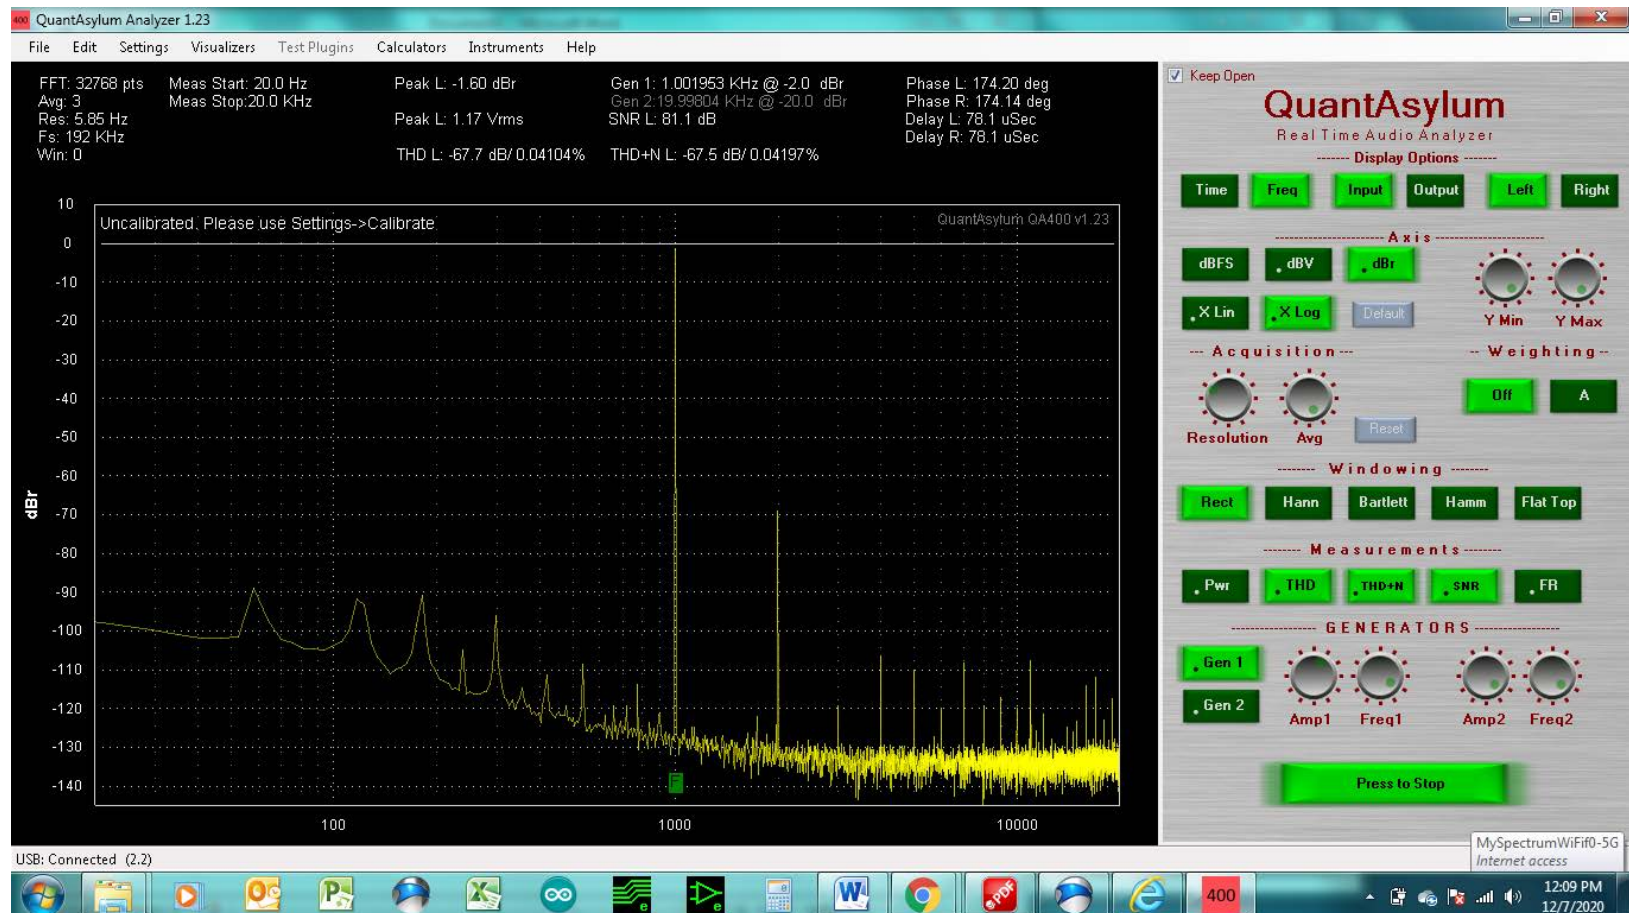 400 QuantAsylum Analyzer 1.23
File Edit Settings Visualizers Test Plugins Calculators Instruments Help
FFT: 32768 pts Meas Start: 20.0 Hz Peak L: -1.60 dBr Gen 1: 1.001953 KHz @ -2.0 dBr Phase L: 174.20 deg
Avg: 3 Meas Stop:20.0 KHz Gen 2:19.99804 KHz @ -20.0 dBr Phase R: 174.14 deg
Res: 5.85 Hz Peak L: 1.17 Vrms SNR L: 81.1 dB Delay L: 78.1 uSec
Fs: 192 KHz Delay R: 78.1 uSec
Win: 0 THD L: -67.7 dB/ 0.04104% THD+N L: -67.5 dB/ 0.04197%
Uncalibrated. Please use Settings->Calibrate QuantAsylum QA400 v1.23
10
0
-10
-20
-30
-40
-50
-60
-70
-80
-90
-100
-110
-120
-130
-140
dBr
F
100 1000 10000
Keep Open
QuantAsylum
Real Time Audio Analyzer
------- Display Options -------
Time Freq Input Output Left Right
Axis
dBFS dBV dBr
X Lin X Log Default
Y Min Y Max
--- Acquisition --- -- Weighting --
Off A
Resolution Avg Reset
-------- Windowing --------
Rect Hann Bartlett Hamm Flat Top
-------- Measurements --------
Pwr THD THD+N SNR FR
GENERATORS
Gen 1
Gen 2
Amp1 Freq1 Amp2 Freq2
Press to Stop
MySpectrumWiFif0-5G
Internet access
USB: Connected (2.2)
400
12:09 PM
12/7/2020